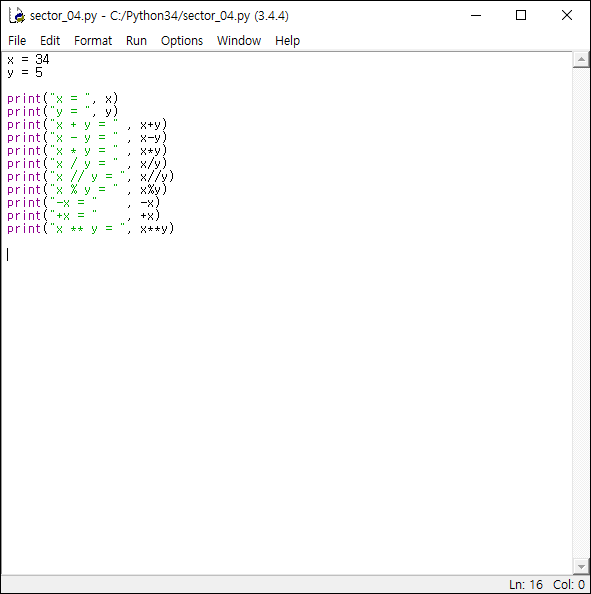 sector_04.py - C:/Python34/sector_04.py (3.4.4)
File Edit Format Run Options Window Help
x = 34
y = 5
print("x = ", x)
print("y = ", y)
print("x + y = " , x+y)
print("x - y = " , x-y)
print("x * y = " , x*y)
print("x / y = " , x/y)
print("x // y = ", x//y)
print("x % y = " , x%y)
print("-x = "    , -x)
print("+x = "    , +x)
print("x ** y = ", x**y)
Ln: 16 Col: 0